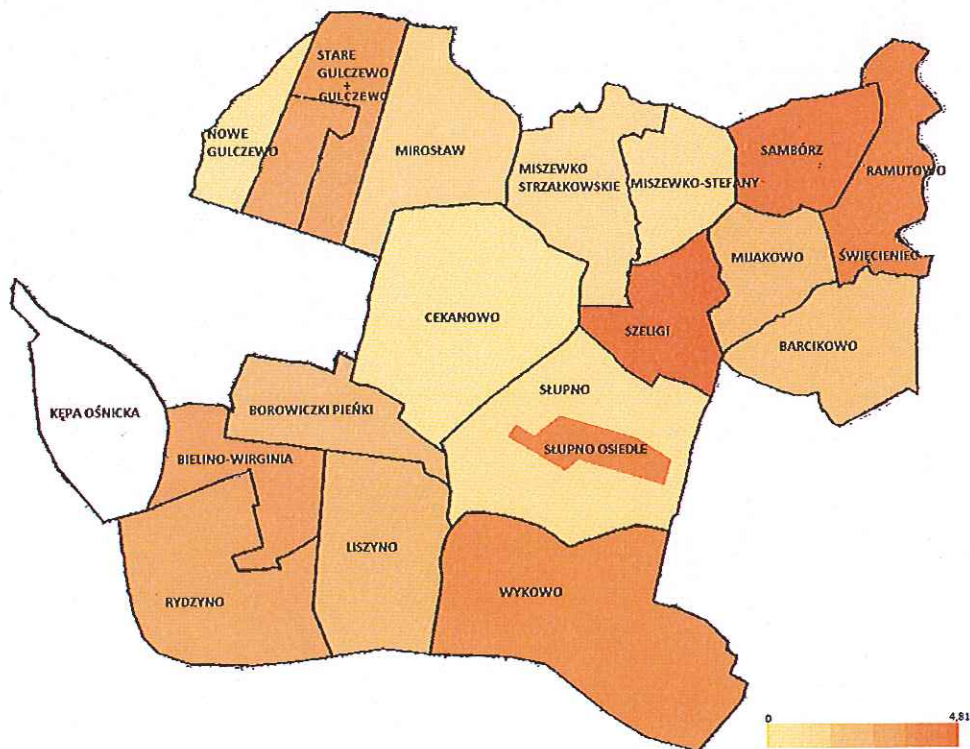 STARE
GULCZEWO
+
GULCZEWO
NOWE
GULCZEWO
MIROSŁAW
MISZEWKO
STRZAŁKOWSKIE
MISZEWKO-STEFANY
SAMBÓRZ
RAMUTOWO
MIJAKOWO
ŚWIĘCIENIEC
CEKANOWO
SZELIGI
BARCIKOWO
SŁUPNO
KĘPA OŚNICKA
BOROWICZKI PIEŃKI
SŁUPNO OSIEDLE
BIELINO-WIRGINIA
LISZYNO
WYKOWO
RYDZYNO
0
4,81